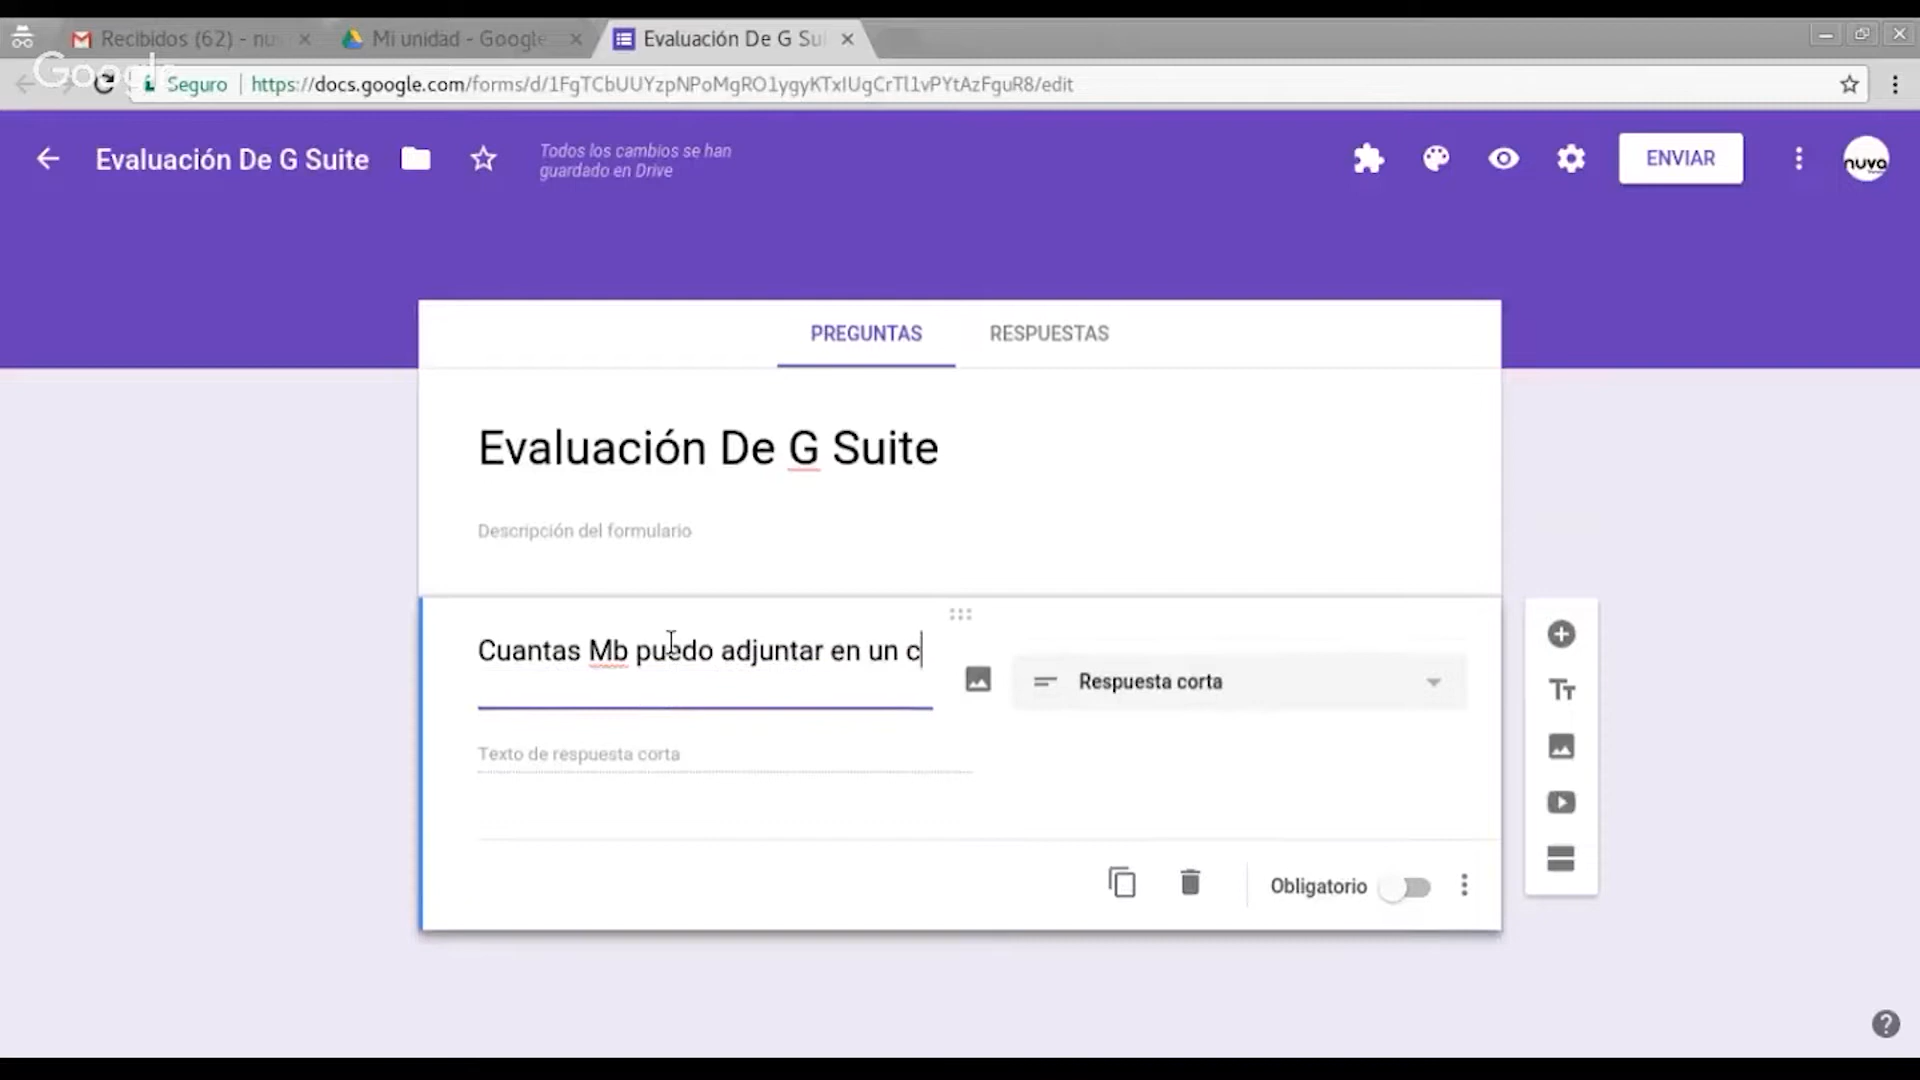 Recibidos (62) - nu
Mi unidad - Google
Evaluación De G Su
Google
Seguro
https://docs.google.com/forms/d/1FgTCbUUYzpNPoMgRO1ygyKTxIUgCrTl1vPYtAzFguR8/edit
Evaluación De G Suite
Todos los cambios se han
guardado en Drive
ENVIAR
nuva
PREGUNTAS
RESPUESTAS
Evaluación De G Suite
Descripción del formulario
Cuantas Mb puedo adjuntar en un c
Respuesta corta
Texto de respuesta corta
Obligatorio